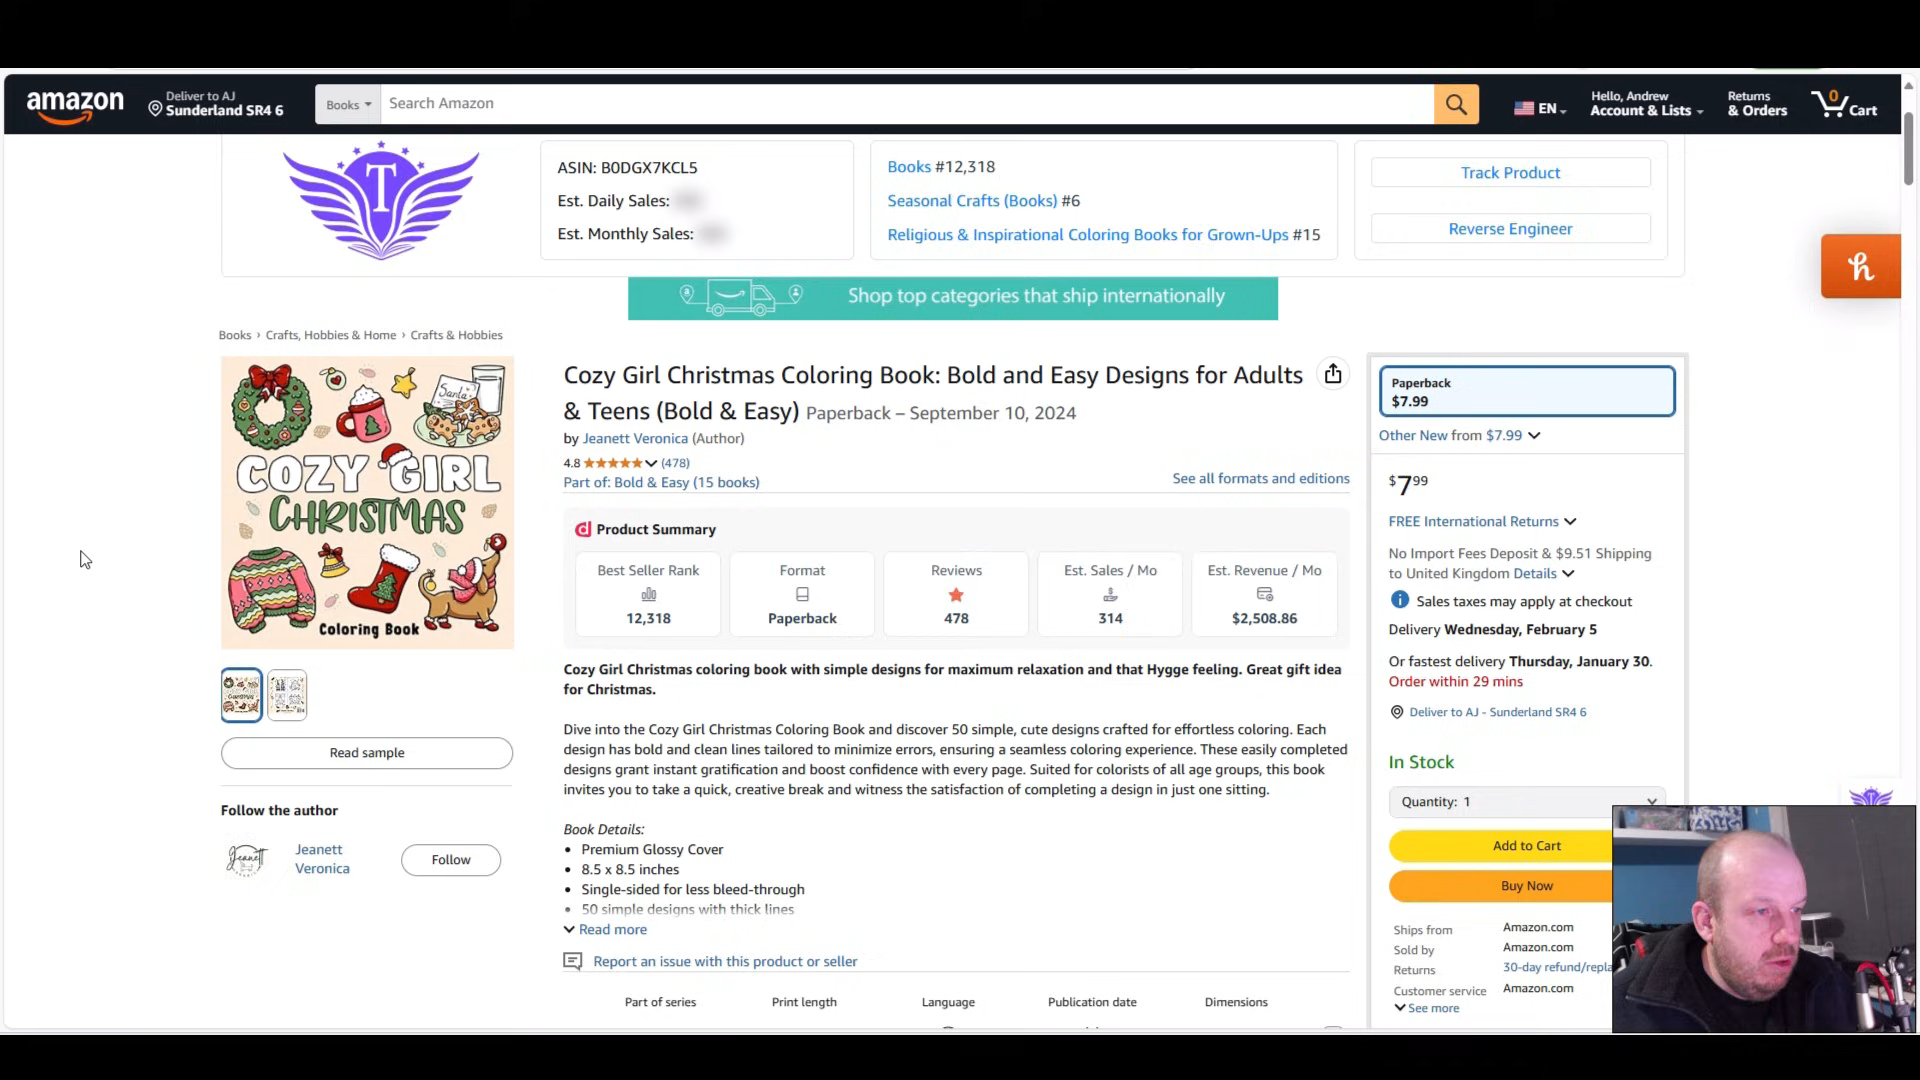 amazon
Deliver to AJ
Sunderland SR4 6
Books
Search Amazon
EN
Hello, Andrew
Account & Lists
Returns
& Orders
0
Cart
T
ASIN: B0DGX7KCL5
Est. Daily Sales:
Est. Monthly Sales:
Books #12,318
Seasonal Crafts (Books) #6
Religious & Inspirational Coloring Books for Grown-Ups #15
Track Product
Reverse Engineer
h
Shop top categories that ship internationally
Books › Crafts, Hobbies & Home › Crafts & Hobbies
Santa
COZY GIRL
CHRISTMAS
Coloring Book
Read sample
Follow the author
Jeanett
Veronica
Follow
Cozy Girl Christmas Coloring Book: Bold and Easy Designs for Adults
& Teens (Bold & Easy) Paperback – September 10, 2024
by Jeanett Veronica (Author)
4.8 (478)
Part of: Bold & Easy (15 books)
See all formats and editions
d Product Summary
Best Seller Rank
12,318
Format
Paperback
Reviews
478
Est. Sales / Mo
314
Est. Revenue / Mo
$2,508.86
Cozy Girl Christmas coloring book with simple designs for maximum relaxation and that Hygge feeling. Great gift idea
for Christmas.
Dive into the Cozy Girl Christmas Coloring Book and discover 50 simple, cute designs crafted for effortless coloring. Each
design has bold and clean lines tailored to minimize errors, ensuring a seamless coloring experience. These easily completed
designs grant instant gratification and boost confidence with every page. Suited for colorists of all age groups, this book
invites you to take a quick, creative break and witness the satisfaction of completing a design in just one sitting.
Book Details:
• Premium Glossy Cover
• 8.5 x 8.5 inches
• Single-sided for less bleed-through
• 50 simple designs with thick lines
Read more
Report an issue with this product or seller
Part of series
Print length
Language
Publication date
Dimensions
Paperback
$7.99
Other New from $7.99
$7.99
FREE International Returns
No Import Fees Deposit & $9.51 Shipping
to United Kingdom Details
Sales taxes may apply at checkout
Delivery Wednesday, February 5
Or fastest delivery Thursday, January 30.
Order within 29 mins
Deliver to AJ - Sunderland SR4 6
In Stock
Quantity: 1
Add to Cart
Buy Now
Ships from Amazon.com
Sold by Amazon.com
Returns 30-day refund/repla
Customer service Amazon.com
See more